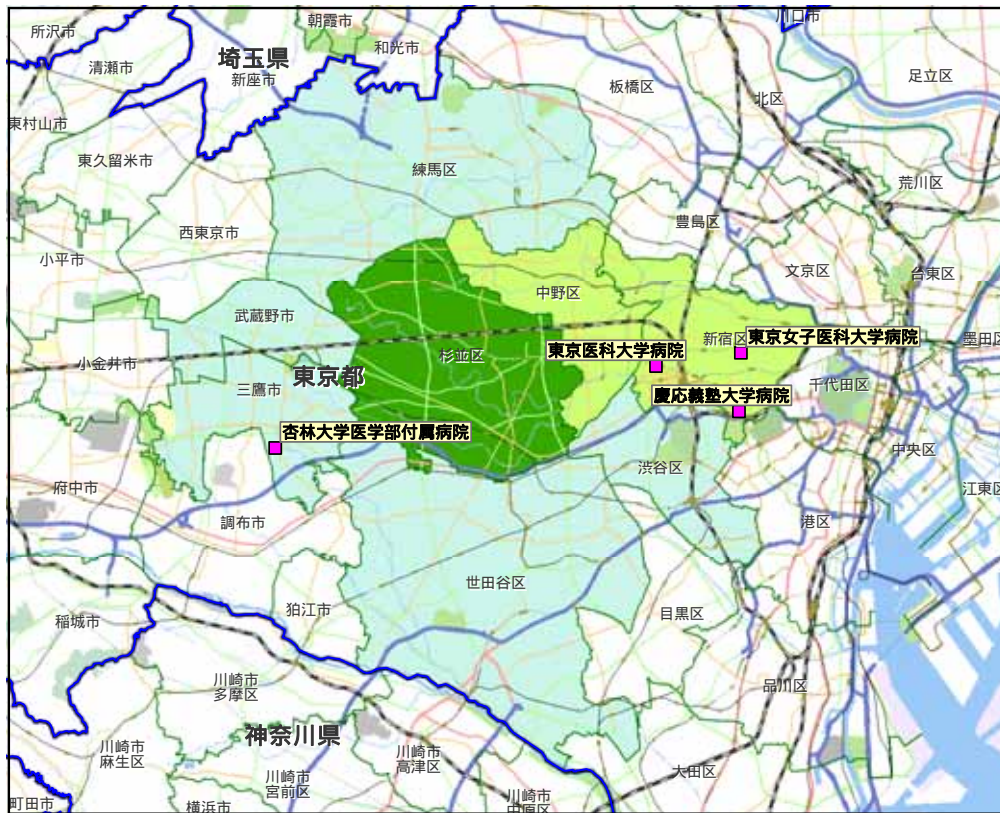 川口市
朝霞市
所沢市
和光市
埼玉県
清瀬市
新座市
足立区
板橋区
北区
東村山市
東久留米市
練馬区
荒川区
豊島区
西東京市
小平市
文京区
台東区
中野区
武蔵野市
新宿区
東京女子医科大学病院
墨田区
東京医科大学病院
杉並区
小金井市
東京都
千代田区
三鷹市
慶応義塾大学病院
杏林大学医学部付属病院
中央区
渋谷区
府中市
江東区
調布市
港区
世田谷区
狛江市
目黒区
稲城市
川崎市
多摩区
品川区
神奈川県
川崎市
麻生区
川崎市
高津区
大田区
川崎市
宮前区
川崎市
中原区
町田市
横浜市